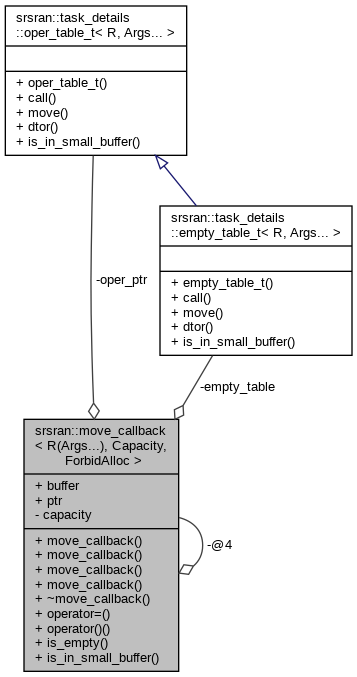 srsran::task_details
::oper_table_t< R, Args... >
+ oper_table_t()
+ call()
+ move()
+ dtor()
+ is_in_small_buffer()
srsran::task_details
::empty_table_t< R, Args... >
+ empty_table_t()
+ call()
+ move()
+ dtor()
+ is_in_small_buffer()
-oper_ptr
-empty_table
srsran::move_callback
< R(Args...), Capacity,
ForbidAlloc >
+ buffer
+ ptr
- capacity
+ move_callback()
+ move_callback()
+ move_callback()
+ move_callback()
+ ~move_callback()
+ operator=()
+ operator()()
+ is_empty()
+ is_in_small_buffer()
-@4